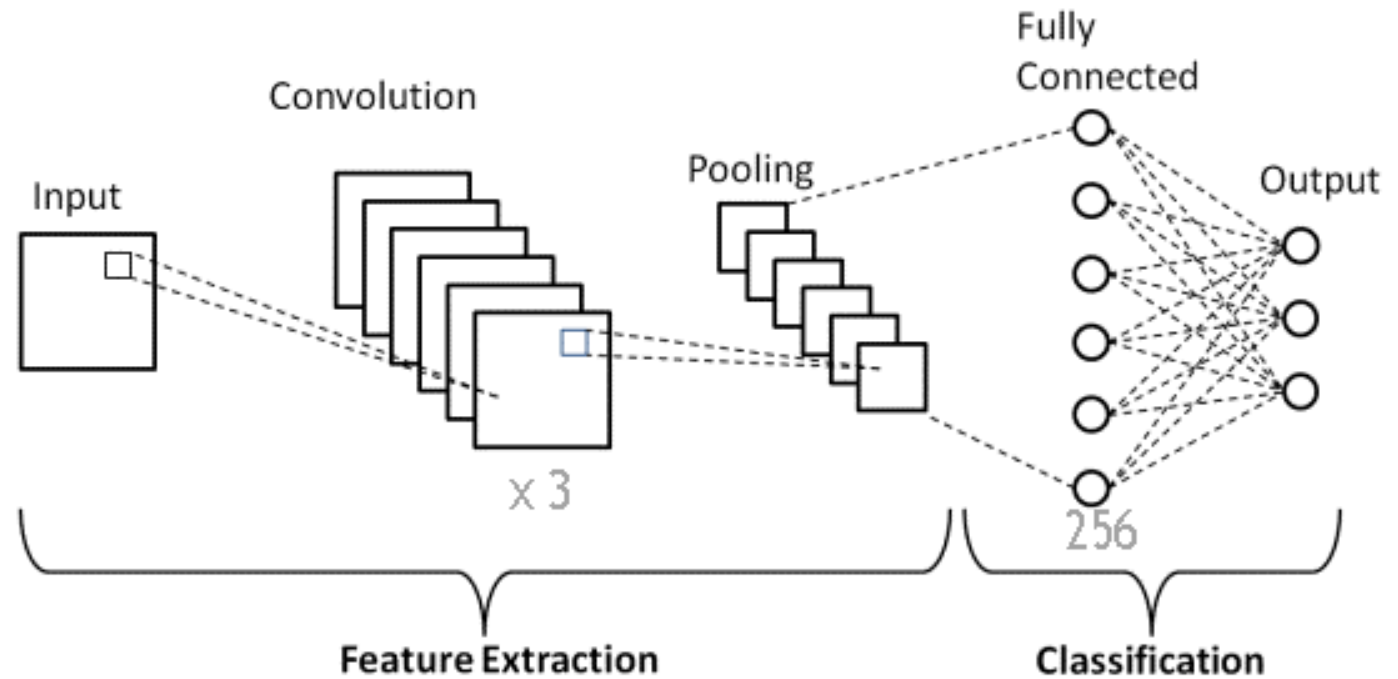 Fully
Connected
Convolution
Pooling
Input
Output
x 3
256
Feature Extraction
Classification